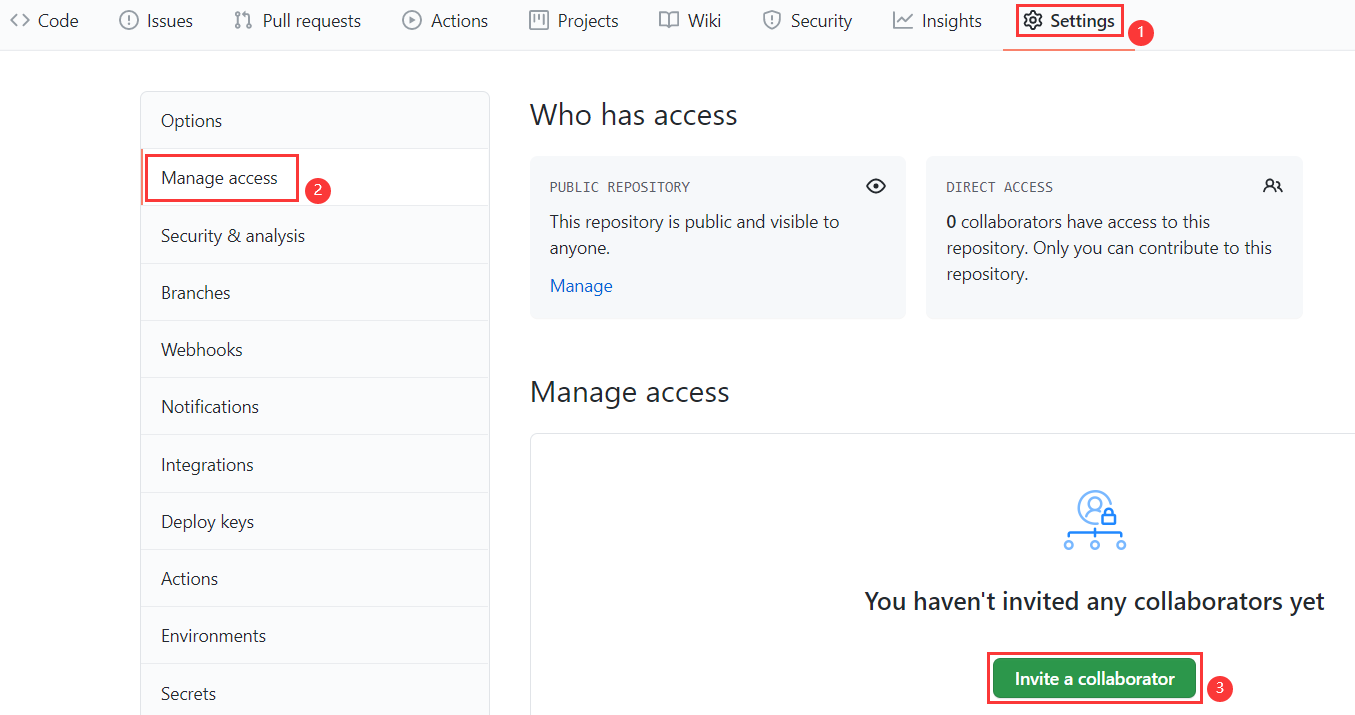 Code Issues Pull requests Actions Projects Wiki Security Insights Settings 1
Options
Manage access 2
Security & analysis
Branches
Webhooks
Notifications
Integrations
Deploy keys
Actions
Environments
Secrets
Who has access
PUBLIC REPOSITORY
This repository is public and visible to
anyone.
Manage
DIRECT ACCESS
0 collaborators have access to this
repository. Only you can contribute to this
repository.
Manage access
You haven't invited any collaborators yet
Invite a collaborator 3